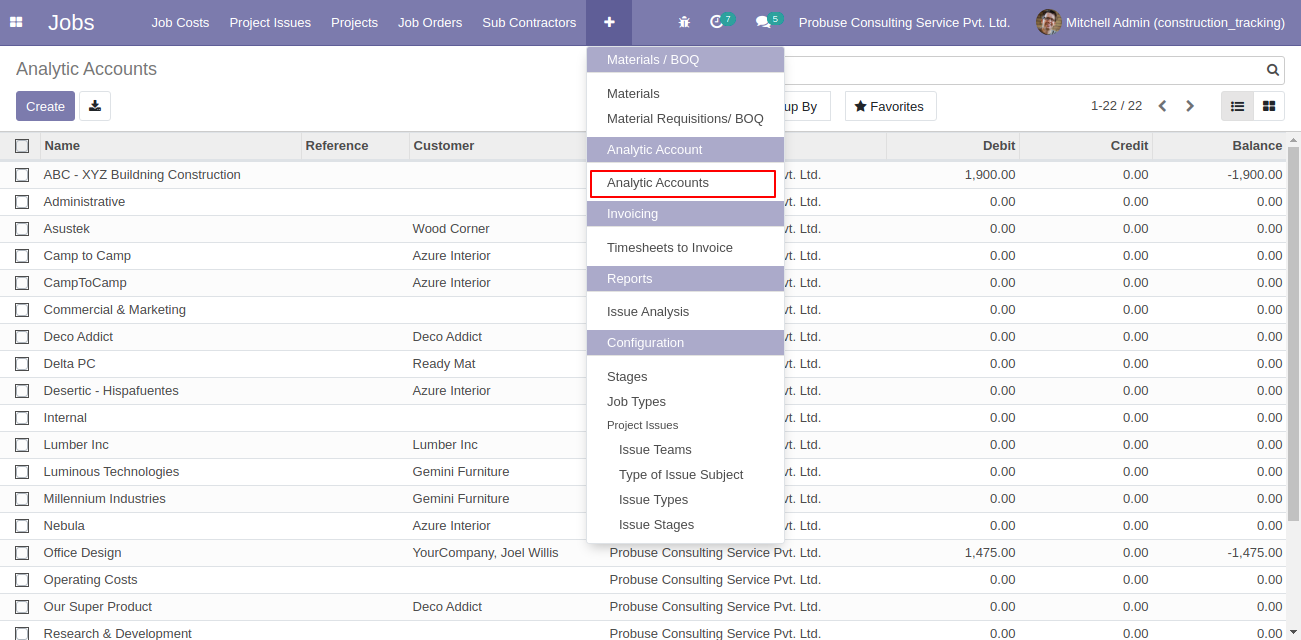 Jobs Job Costs Project Issues Projects Job Orders Sub Contractors 7 5 Probuse Consulting Service Pvt. Ltd. Mitchell Admin (construction_tracking)
Analytic Accounts
Create up By Favorites 1-22 / 22
Materials / BOQ
Materials
Material Requisitions/ BOQ
Analytic Account
Analytic Accounts
Invoicing
Timesheets to Invoice
Reports
Issue Analysis
Configuration
Stages
Job Types
Project Issues
Issue Teams
Type of Issue Subject
Issue Types
Issue Stages
Name Reference Customer Debit Credit Balance
ABC - XYZ Buildning Construction vt. Ltd. 1,900.00 0.00 -1,900.00
Administrative vt. Ltd. 0.00 0.00 0.00
Asustek Wood Corner vt. Ltd. 0.00 0.00 0.00
Camp to Camp Azure Interior vt. Ltd. 0.00 0.00 0.00
CampToCamp Azure Interior vt. Ltd. 0.00 0.00 0.00
Commercial & Marketing vt. Ltd. 0.00 0.00 0.00
Deco Addict Deco Addict vt. Ltd. 0.00 0.00 0.00
Delta PC Ready Mat vt. Ltd. 0.00 0.00 0.00
Desertic - Hispafuentes Azure Interior vt. Ltd. 0.00 0.00 0.00
Internal vt. Ltd. 0.00 0.00 0.00
Lumber Inc Lumber Inc vt. Ltd. 0.00 0.00 0.00
Luminous Technologies Gemini Furniture vt. Ltd. 0.00 0.00 0.00
Millennium Industries Gemini Furniture vt. Ltd. 0.00 0.00 0.00
Nebula Azure Interior vt. Ltd. 0.00 0.00 0.00
Office Design YourCompany, Joel Willis Probuse Consulting Service Pvt. Ltd. 1,475.00 0.00 -1,475.00
Operating Costs Probuse Consulting Service Pvt. Ltd. 0.00 0.00 0.00
Our Super Product Deco Addict Probuse Consulting Service Pvt. Ltd. 0.00 0.00 0.00
Research & Development Probuse Consulting Service Pvt. Ltd. 0.00 0.00 0.00